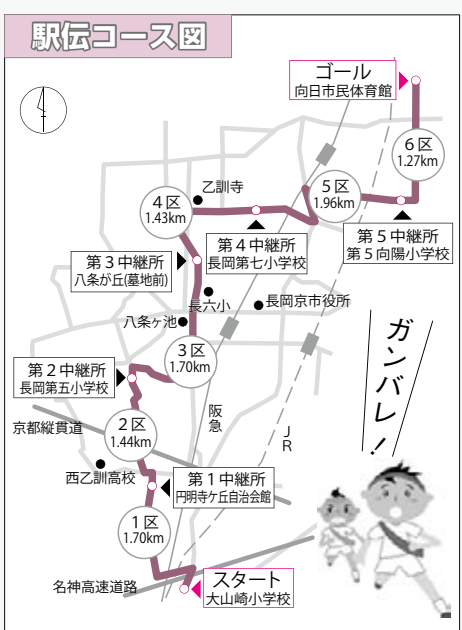 駅伝コース図
ゴール
向日市民体育館
6区
1.27km
5区
1.96km
第5中継所
第5向陽小学校
乙訓寺
4区
1.43km
第4中継所
長岡第七小学校
第3中継所
八条が丘(墓地前)
長六小
長岡京市役所
八条ヶ池
3区
1.70km
第2中継所
長岡第五小学校
ガンバレ!
阪急
JR
京都縦貫道
2区
1.44km
西乙訓高校
第1中継所
円明寺ケ丘自治会館
1区
1.70km
名神高速道路
スタート
大山崎小学校